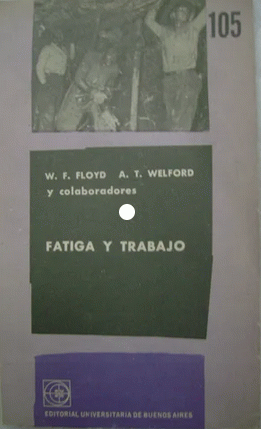 105
W. F. FLOYD A. T. WELFORD
y colaboradores
FATIGA Y TRABAJO
EDITORIAL UNIVERSITARIA DE BUENOS AIRES